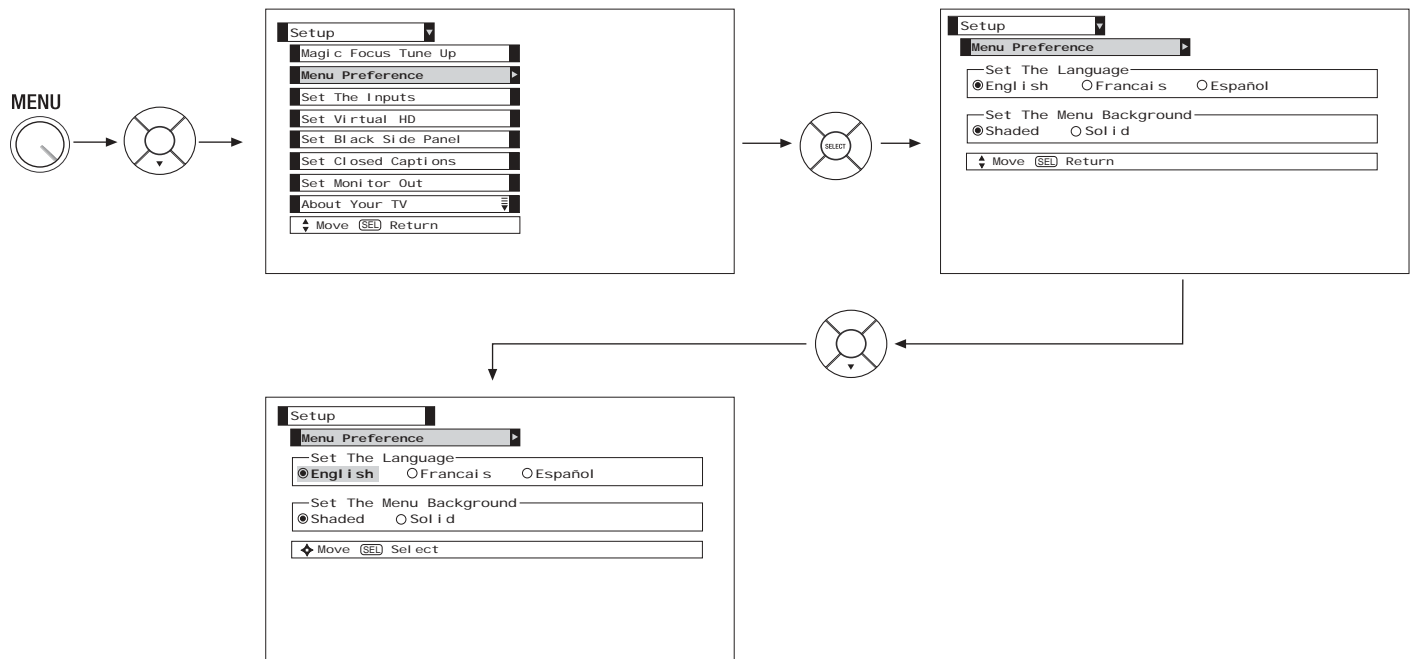 MENU
Setup
Magic Focus Tune Up
Menu Preference
Set The Inputs
Set Virtual HD
Set Black Side Panel
Set Closed Captions
Set Monitor Out
About Your TV
Move SEL Return
SELECT
Setup
Menu Preference
Set The Language
English Francais Español
Set The Menu Background
Shaded Solid
Move SEL Return
Setup
Menu Preference
Set The Language
English Francais Español
Set The Menu Background
Shaded Solid
Move SEL Select